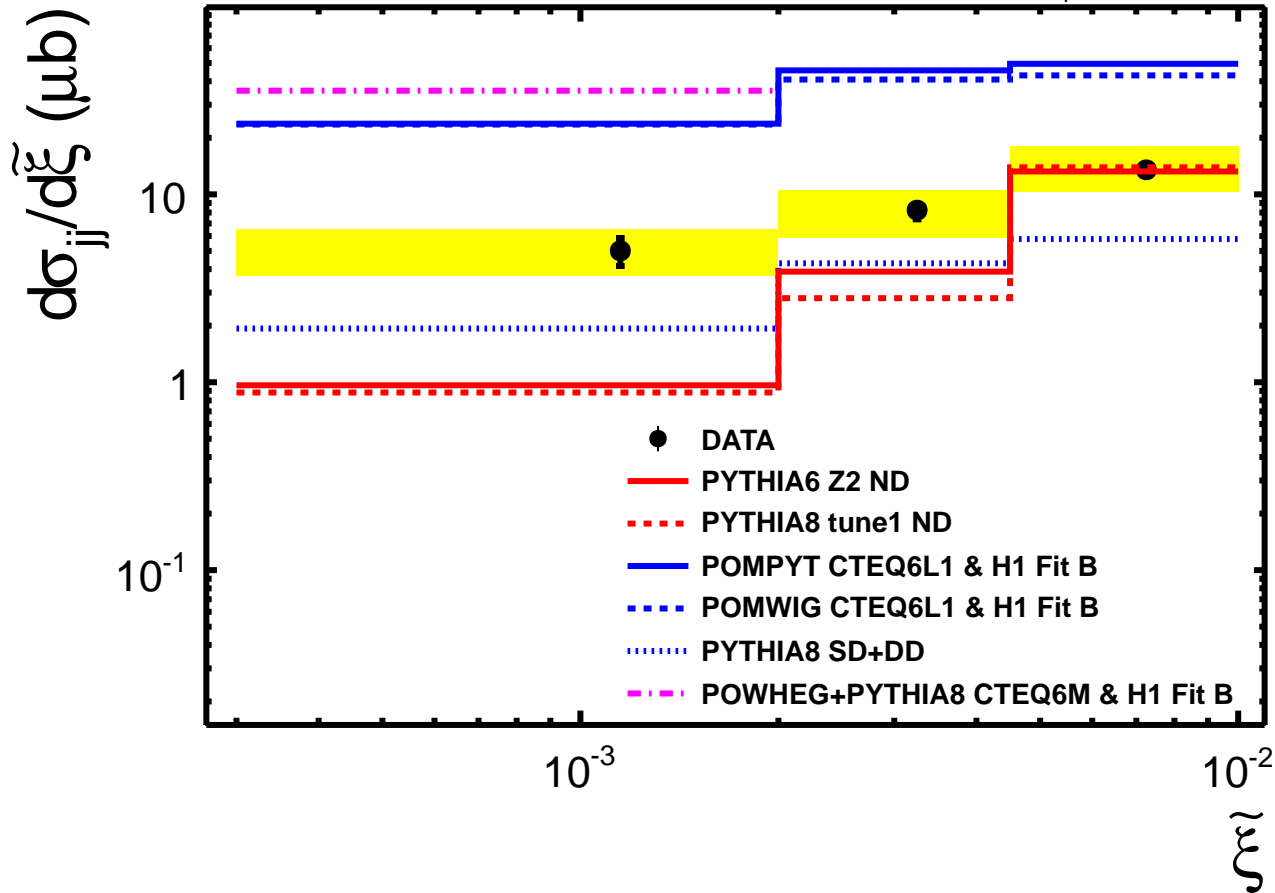 dσjj/dξ̃ (μb)
10
1
10-1
DATA
PYTHIA6 Z2 ND
PYTHIA8 tune1 ND
POMPYT CTEQ6L1 & H1 Fit B
POMWIG CTEQ6L1 & H1 Fit B
PYTHIA8 SD+DD
POWHEG+PYTHIA8 CTEQ6M & H1 Fit B
10-3
10-2
ξ̃